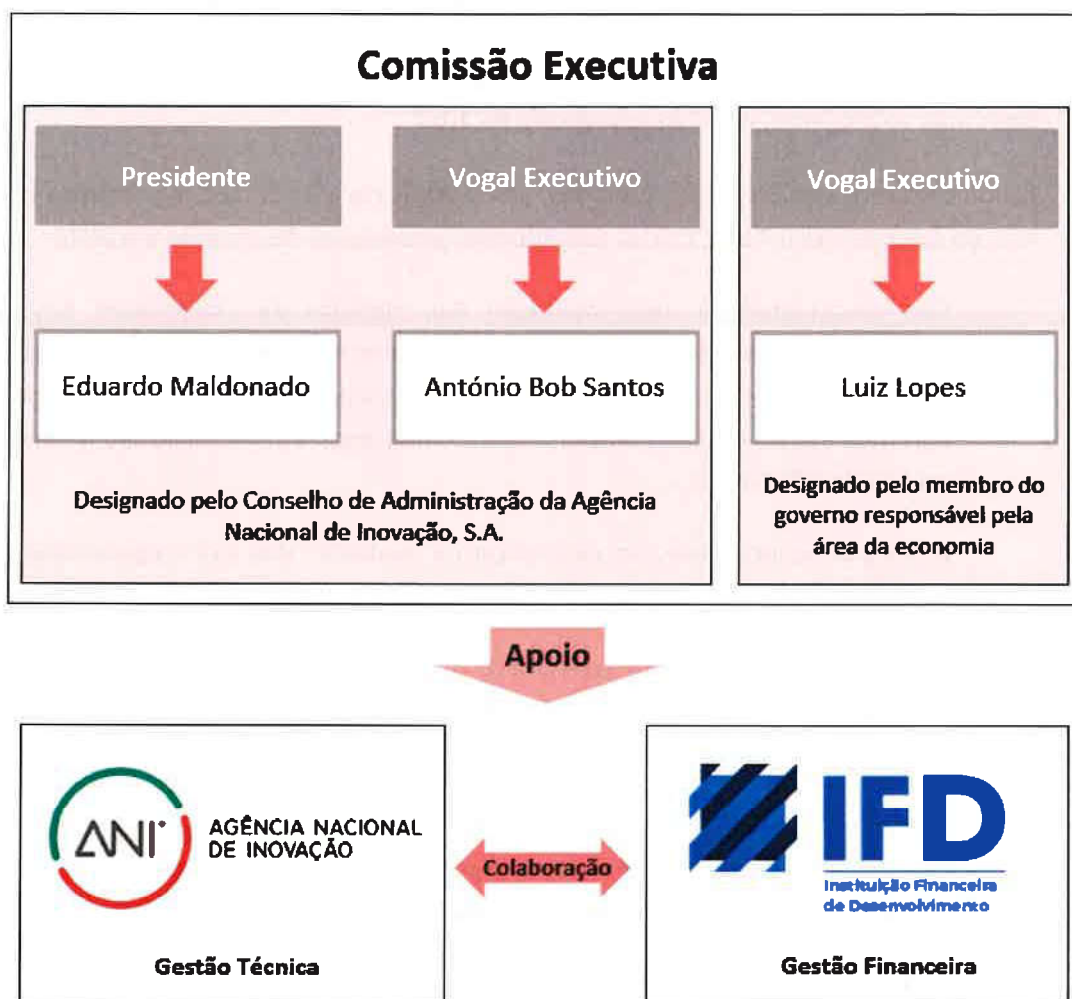 Comissão Executiva
Presidente
Vogal Executivo
Vogal Executivo
Eduardo Maldonado
António Bob Santos
Luiz Lopes
Designado pelo Conselho de Administração da Agência
Nacional de Inovação, S.A.
Designado pelo membro do
governo responsável pela
área da economia
Apoio
ANI
AGÊNCIA NACIONAL
DE INOVAÇÃO
Colaboração
IFD
Instituição Financeira
de Desenvolvimento
Gestão Técnica
Gestão Financeira